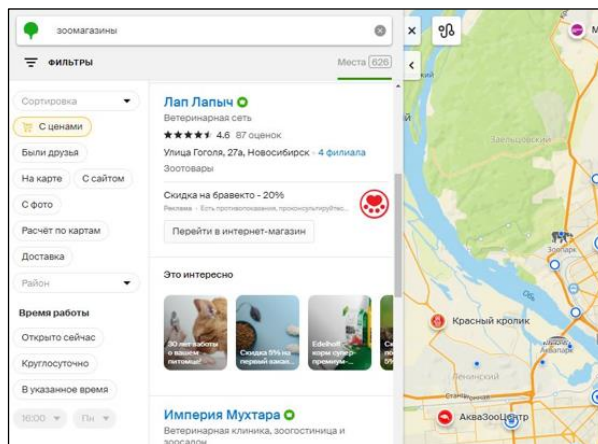 зоомагазины
ФИЛЬТРЫ
Места 626
Сортировка
С ценами
Были друзья
На карте
С сайтом
С фото
Расчёт по картам
Доставка
Район
Время работы
Открыто сейчас
Круглосуточно
В указанное время
16:00
Пн
Лап Лапыч
Ветеринарная сеть
4.6 87 оценок
Улица Гоголя, 27а, Новосибирск · 4 филиала
Зоотовары
Скидка на бравекто - 20%
Реклама · Есть противопоказания, проконсультируйтес...
Перейти в интернет-магазин
Это интересно
30 лет заботы
о вашем
питомце!
Скидка 5% на
первый заказ...
Edelhoff
корм супер-
премиум-...
Империя Мухтара
Ветеринарная клиника, зоогостиница и
зоосалон
М
кий
Заельцовский
Зоопарк
Обь
Красный кролик
Аквапарк
Ленинский
АкваЗооЦентр